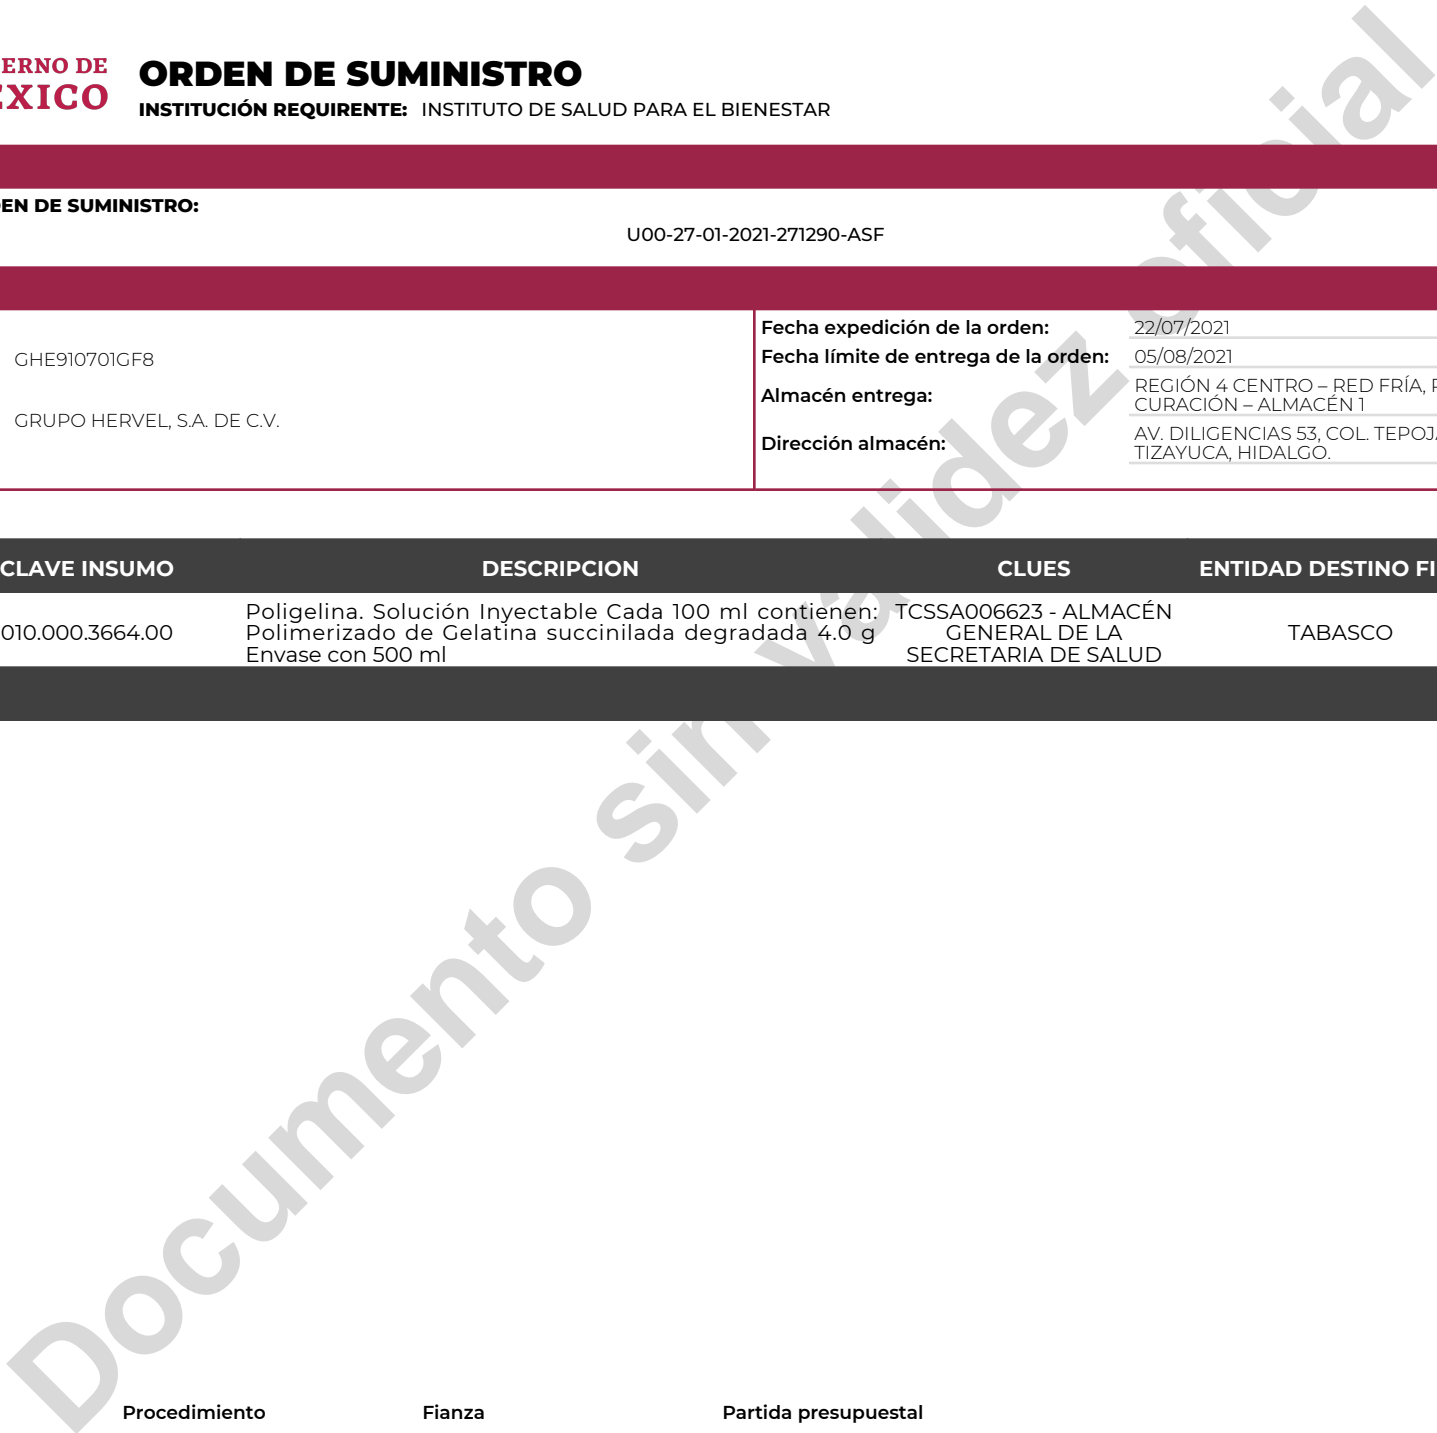 ERNO DE
EXICO
ORDEN DE SUMINISTRO
INSTITUCIÓN REQUIRENTE: INSTITUTO DE SALUD PARA EL BIENESTAR
EN DE SUMINISTRO:
U00-27-01-2021-271290-ASF
GHE910701GF8
GRUPO HERVEL, S.A. DE C.V.
Fecha expedición de la orden: 22/07/2021
Fecha límite de entrega de la orden: 05/08/2021
Almacén entrega: REGIÓN 4 CENTRO – RED FRÍA,
CURACIÓN – ALMACÉN 1
Dirección almacén: AV. DILIGENCIAS 53, COL. TEPOJ
TIZAYUCA, HIDALGO.
CLAVE INSUMO DESCRIPCION CLUES ENTIDAD DESTINO FI
010.000.3664.00
Poligelina. Solución Inyectable Cada 100 ml contienen:
Polimerizado de Gelatina succinilada degradada 4.0 g
Envase con 500 ml
TCSSA006623 - ALMACÉN
GENERAL DE LA
SECRETARIA DE SALUD
TABASCO
Documento sin validez oficial
Procedimiento Fianza Partida presupuestal